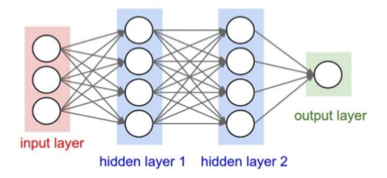 input layer
hidden layer 1
hidden layer 2
output layer